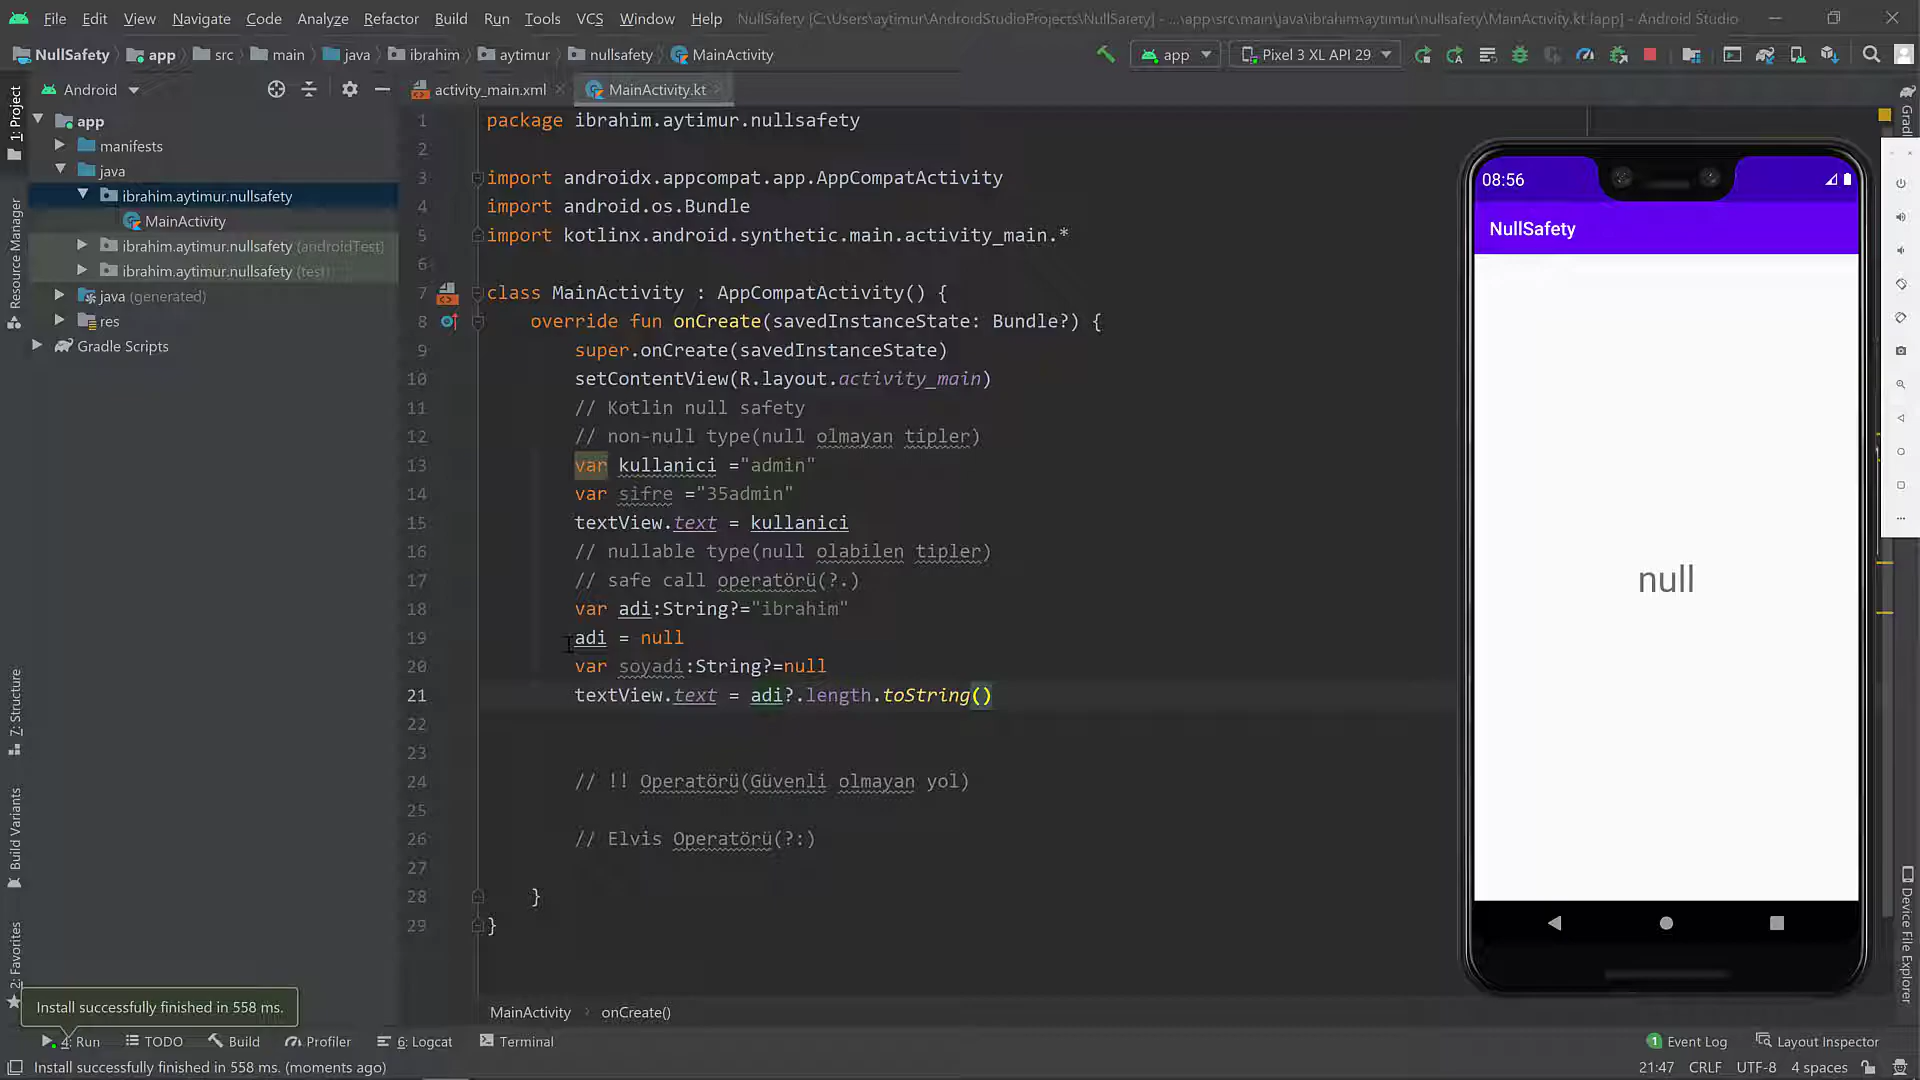 File Edit View Navigate Code Analyze Refactor Build Run Tools VCS Window Help NullSafety [C:\Users\aytimur\AndroidStudioProjects\NullSafety] - ...\app\src\main\java\ibrahim\aytimur\nullsafety\MainActivity.kt [app] - Android Studio
NullSafety app src main java ibrahim aytimur nullsafety MainActivity app Pixel 3 XL API 29
Android activity_main.xml MainActivity.kt
1: Project
Resource Manager
7: Structure
Build Variants
2: Favorites
app
manifests
java
ibrahim.aytimur.nullsafety
MainActivity
ibrahim.aytimur.nullsafety (androidTest)
ibrahim.aytimur.nullsafety (test)
java (generated)
res
Gradle Scripts
1 package ibrahim.aytimur.nullsafety
2
3 import androidx.appcompat.app.AppCompatActivity
4 import android.os.Bundle
5 import kotlinx.android.synthetic.main.activity_main.*
6
7 class MainActivity : AppCompatActivity() {
8 override fun onCreate(savedInstanceState: Bundle?) {
9 super.onCreate(savedInstanceState)
10 setContentView(R.layout.activity_main)
11 // Kotlin null safety
12 // non-null type(null olmayan tipler)
13 var kullanici ="admin"
14 var sifre ="35admin"
15 textView.text = kullanici
16 // nullable type(null olabilen tipler)
17 // safe call operatörü(?.)
18 var adi:String?="ibrahim"
19 adi = null
20 var soyadi:String?=null
21 textView.text = adi?.length.toString()
22
23
24 // !! Operatörü(Güvenli olmayan yol)
25
26 // Elvis Operatörü(?:)
27
28 }
29 }
08:56
NullSafety
null
Device File Explorer
Install successfully finished in 558 ms.
MainActivity onCreate()
4: Run TODO Build Profiler 6: Logcat Terminal 1 Event Log Layout Inspector
Install successfully finished in 558 ms. (moments ago) 21:47 CRLF UTF-8 4 spaces